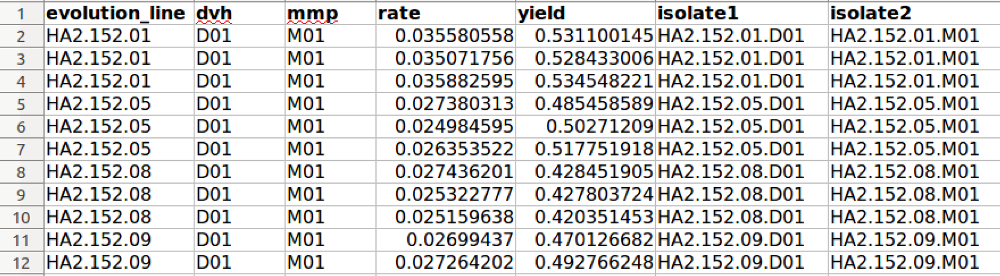 1 evolution_line dvh mmp rate yield isolate1 isolate2
2 HA2.152.01 D01 M01 0.035580558 0.531100145 HA2.152.01.D01 HA2.152.01.M01
3 HA2.152.01 D01 M01 0.035071756 0.528433006 HA2.152.01.D01 HA2.152.01.M01
4 HA2.152.01 D01 M01 0.035882595 0.534548221 HA2.152.01.D01 HA2.152.01.M01
5 HA2.152.05 D01 M01 0.027380313 0.485458589 HA2.152.05.D01 HA2.152.05.M01
6 HA2.152.05 D01 M01 0.024984595 0.50271209 HA2.152.05.D01 HA2.152.05.M01
7 HA2.152.05 D01 M01 0.026353522 0.517751918 HA2.152.05.D01 HA2.152.05.M01
8 HA2.152.08 D01 M01 0.027436201 0.428451905 HA2.152.08.D01 HA2.152.08.M01
9 HA2.152.08 D01 M01 0.025322777 0.427803724 HA2.152.08.D01 HA2.152.08.M01
10 HA2.152.08 D01 M01 0.025159638 0.420351453 HA2.152.08.D01 HA2.152.08.M01
11 HA2.152.09 D01 M01 0.02699437 0.470126682 HA2.152.09.D01 HA2.152.09.M01
12 HA2.152.09 D01 M01 0.027264202 0.492766248 HA2.152.09.D01 HA2.152.09.M01